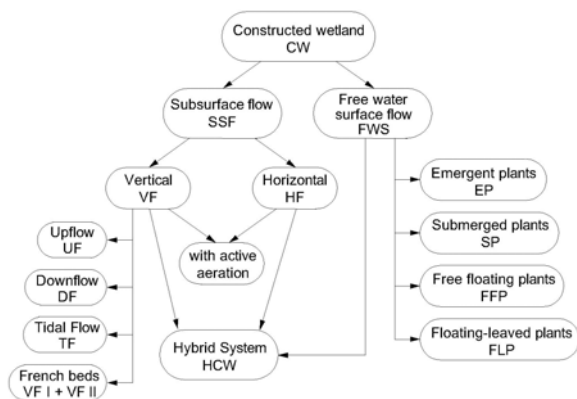 Constructed wetland
CW
Subsurface flow
SSF
Free water
surface flow
FWS
Vertical
VF
Horizontal
HF
Emergent plants
EP
Upflow
UF
with active
aeration
Submerged plants
SP
Downflow
DF
Free floating plants
FFP
Tidal Flow
TF
Hybrid System
HCW
Floating-leaved plants
FLP
French beds
VF I + VF II